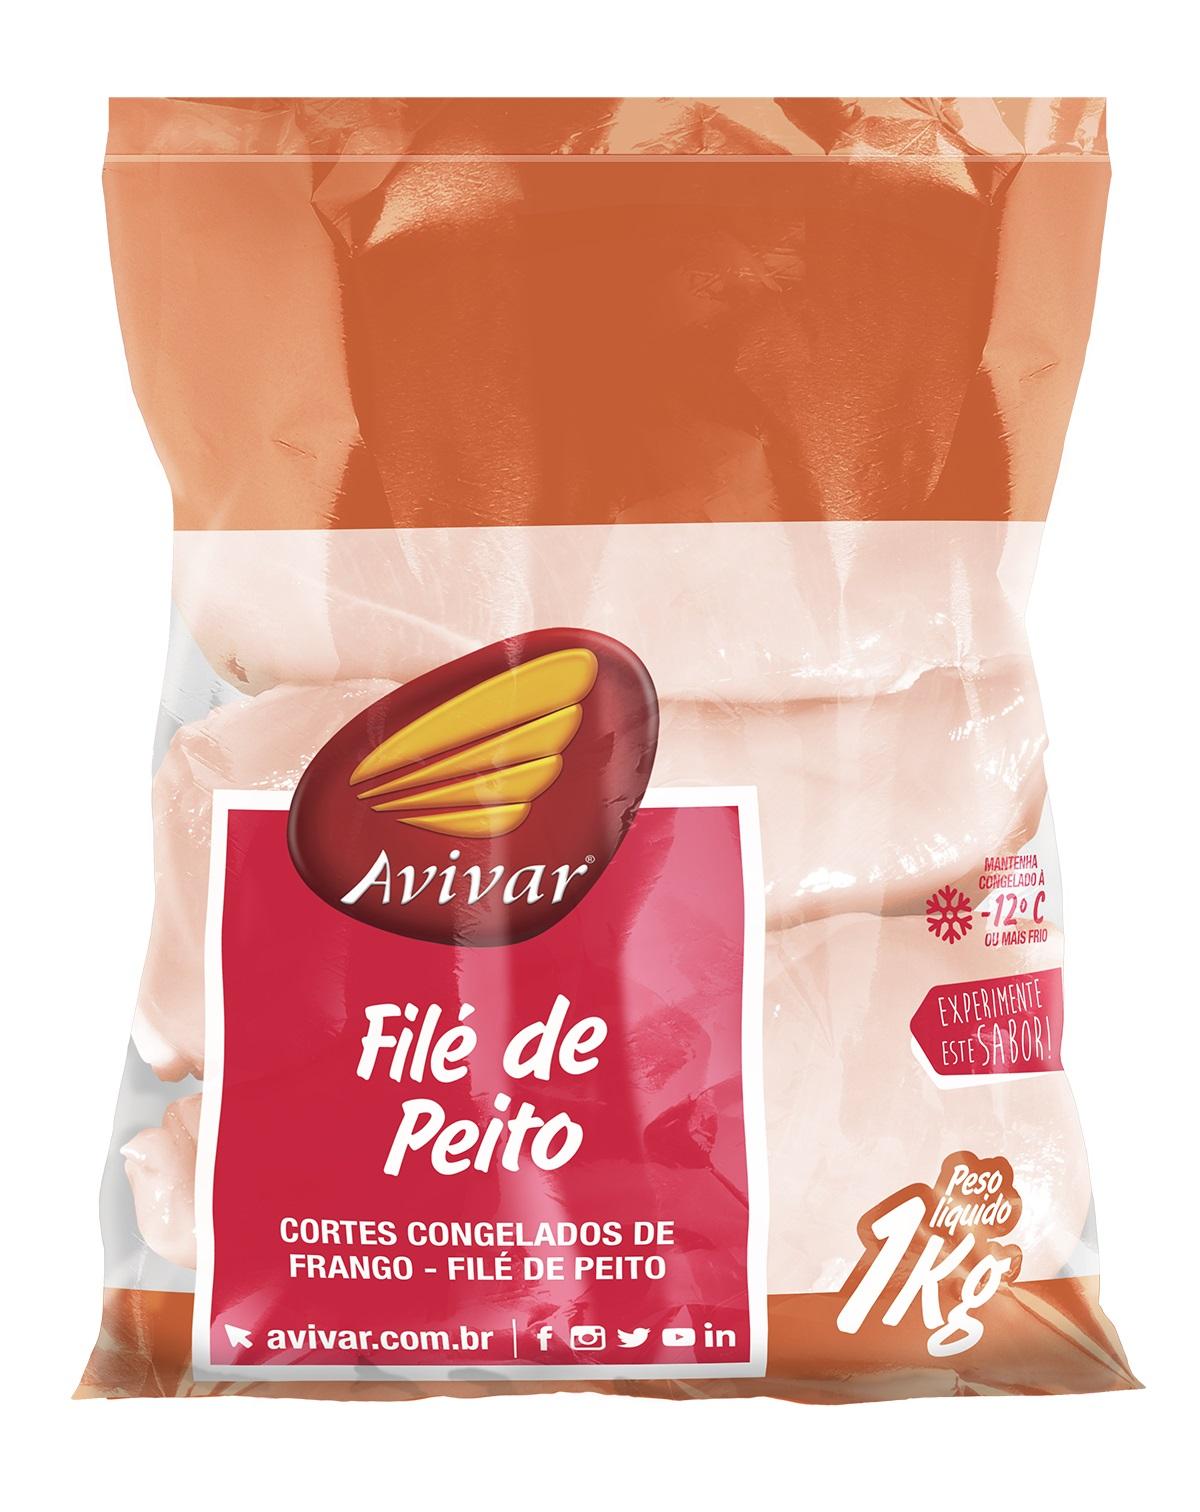 Avivar®
MANTENHA
CONGELADO À
-12º C
OU MAIS FRIO
EXPERIMENTE
ESTE SABOR!
Filé de
Peito
CORTES CONGELADOS DE
FRANGO - FILÉ DE PEITO
avivar.com.br
Peso
líquido
1Kg